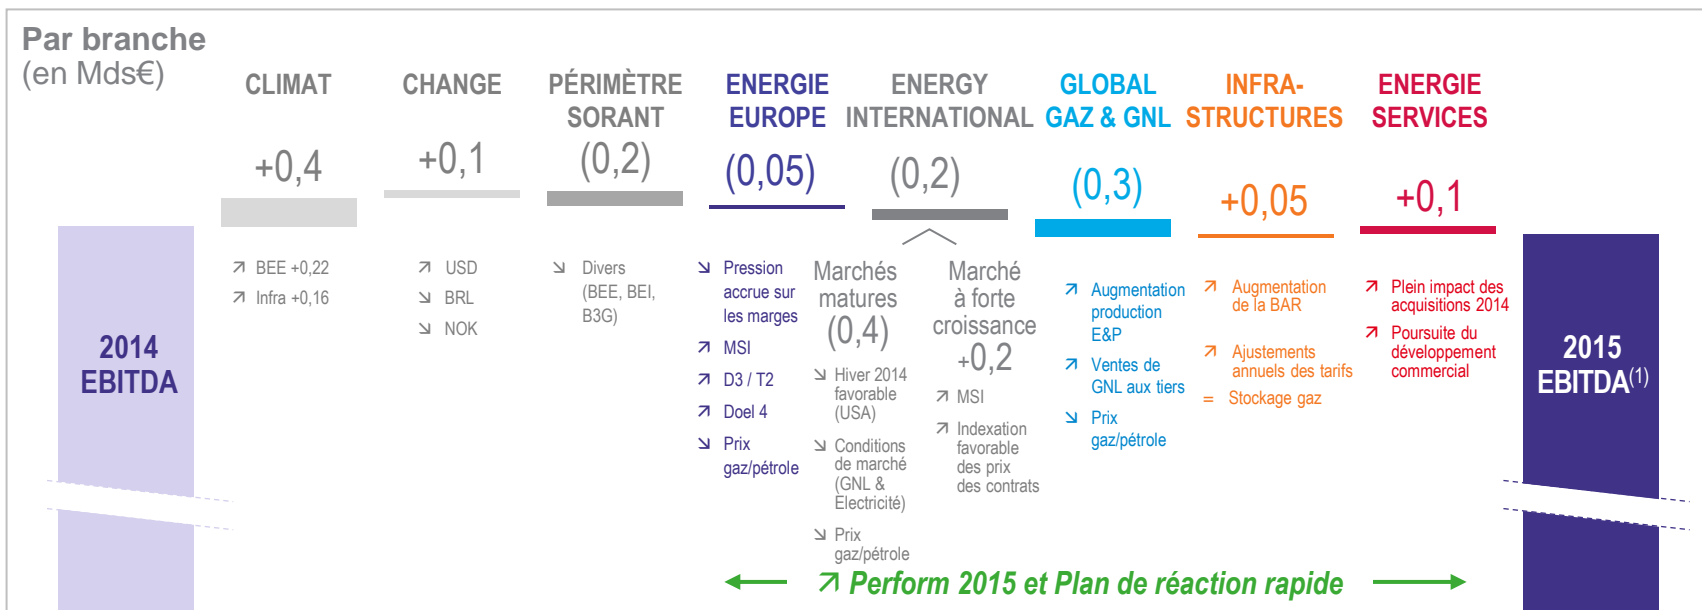 Par branche
(en Mds€)
CLIMAT
+0,4
↗ BEE +0,22
↗ Infra +0,16
CHANGE
+0,1
↗ USD
↘ BRL
↘ NOK
PÉRIMÈTRE
SORANT
(0,2)
↘ Divers
(BEE, BEI,
B3G)
ENERGIE
EUROPE
(0,05)
↘ Pression
accrue sur
les marges
↗ MSI
↗ D3 / T2
↗ Doel 4
↘ Prix
gaz/pétrole
ENERGY
INTERNATIONAL
(0,2)
Marchés
matures
(0,4)
↘ Hiver 2014
favorable
(USA)
↘ Conditions
de marché
(GNL &
Electricité)
↘ Prix
gaz/pétrole
Marché
à forte
croissance
+0,2
↗ MSI
↗ Indexation
favorable
des prix
des contrats
GLOBAL
GAZ & GNL
(0,3)
↗ Augmentation
production
E&P
↗ Ventes de
GNL aux tiers
↘ Prix
gaz/pétrole
INFRA-
STRUCTURES
+0,05
↗ Augmentation
de la BAR
↗ Ajustements
annuels des tarifs
= Stockage gaz
ENERGIE
SERVICES
+0,1
↗ Plein impact des
acquisitions 2014
↗ Poursuite du
développement
commercial
2014
EBITDA
2015
EBITDA(1)
↗ Perform 2015 et Plan de réaction rapide